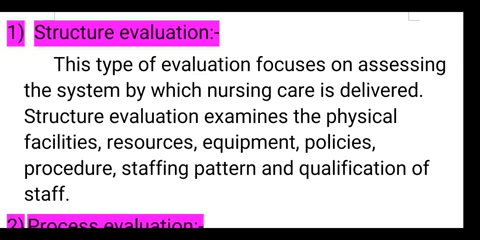 1) Structure evaluation:-
This type of evaluation focuses on assessing
the system by which nursing care is delivered.
Structure evaluation examines the physical
facilities, resources, equipment, policies,
procedure, staffing pattern and qualification of
staff.
2) Process evaluation:-